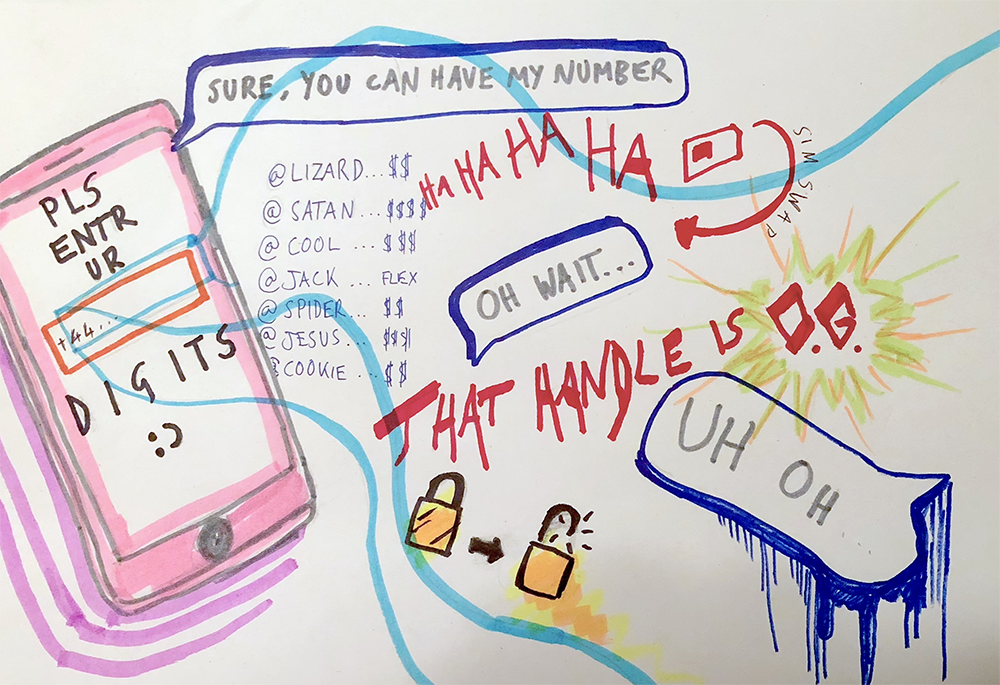 SURE, YOU CAN HAVE MY NUMBER
PLS
ENTR
UR
+44...
DIGITS
:)
@LIZARD... $$
@SATAN ... $$$$
@COOL ... $$$
@JACK ... FLEX
@SPIDER... $$
@JESUS... $$$
@COOKIE ... $$
HA HA HA HA
SIM SWAP
OH WAIT...
THAT HANDLE IS O.G.
UH OH